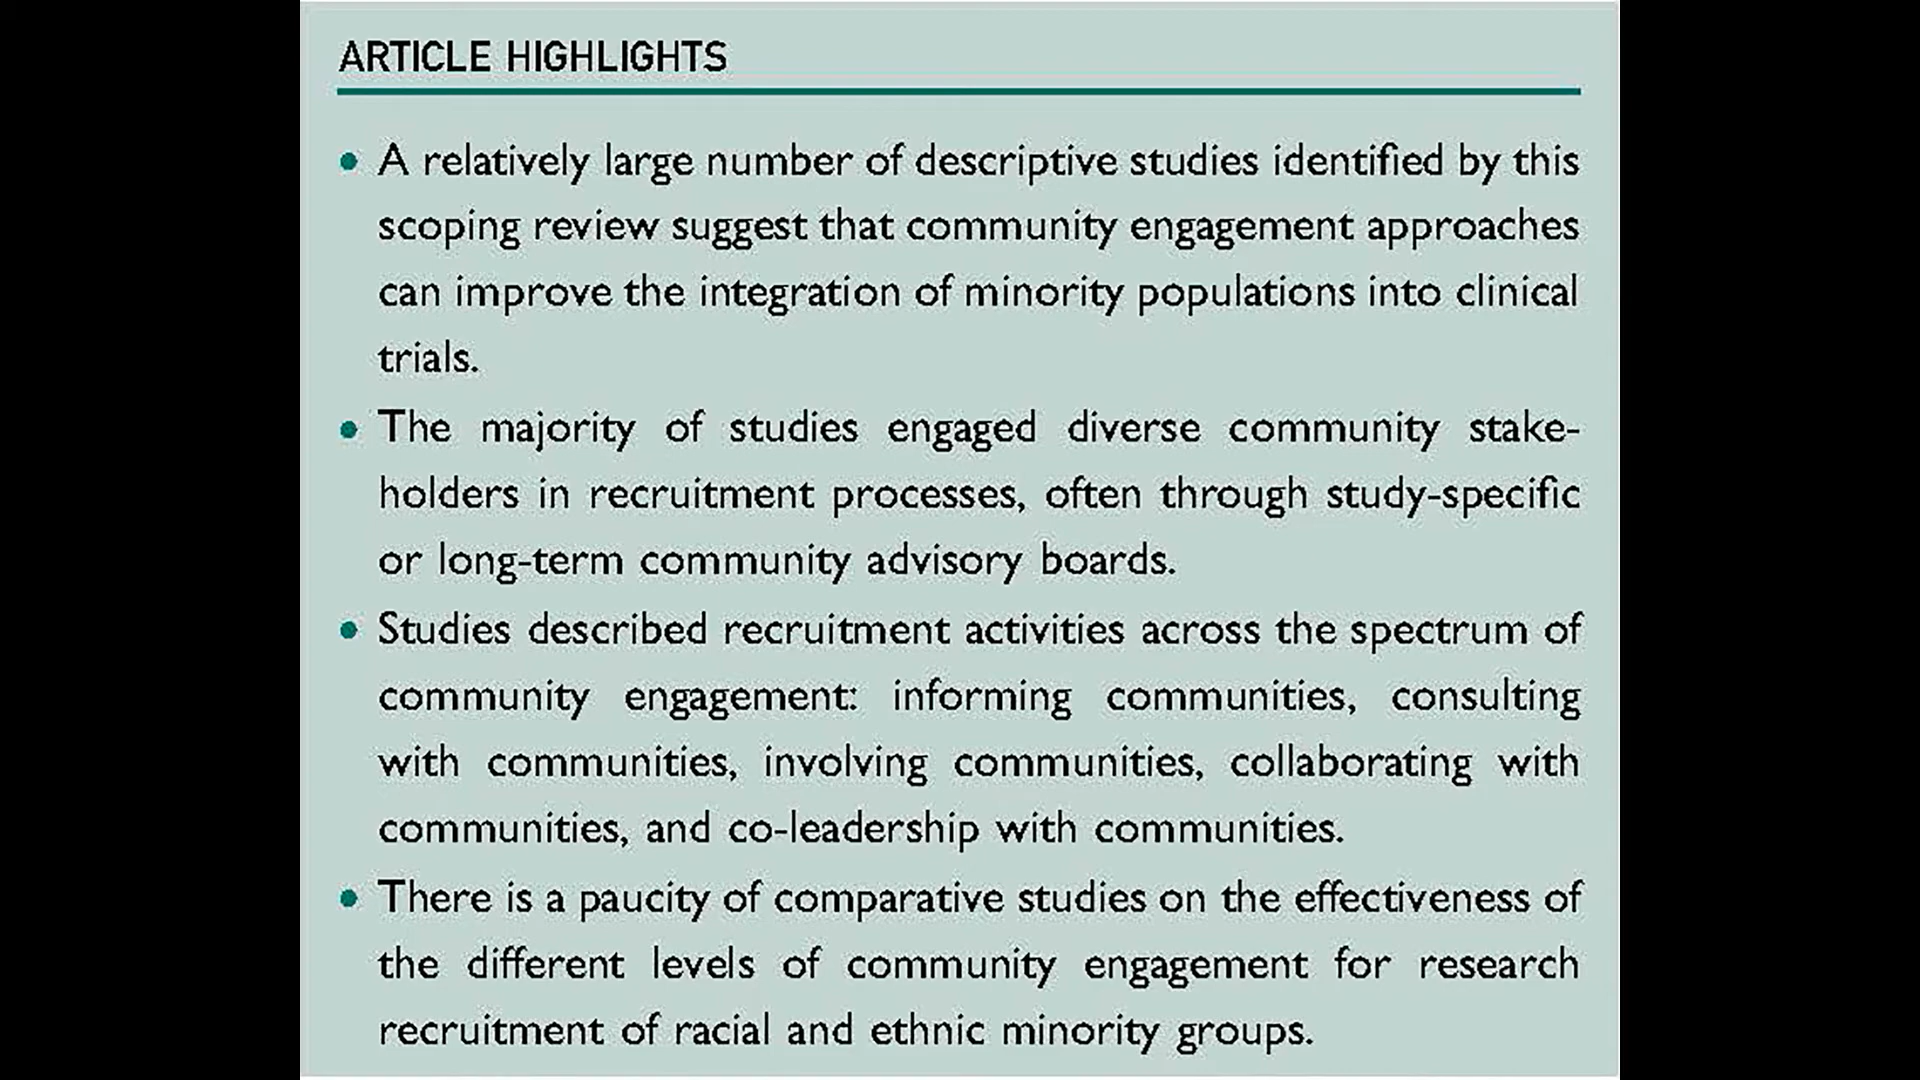 ARTICLE HIGHLIGHTS
• A relatively large number of descriptive studies identified by this
scoping review suggest that community engagement approaches
can improve the integration of minority populations into clinical
trials.
• The majority of studies engaged diverse community stake-
holders in recruitment processes, often through study-specific
or long-term community advisory boards.
• Studies described recruitment activities across the spectrum of
community engagement: informing communities, consulting
with communities, involving communities, collaborating with
communities, and co-leadership with communities.
• There is a paucity of comparative studies on the effectiveness of
the different levels of community engagement for research
recruitment of racial and ethnic minority groups.